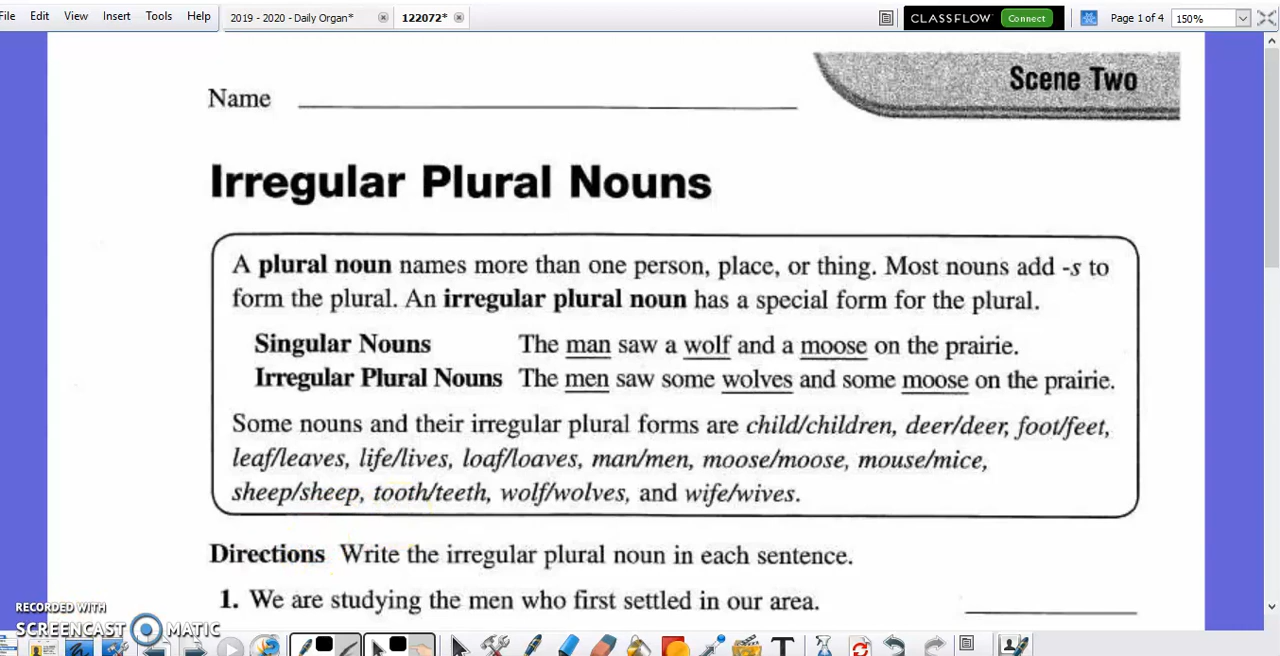 File Edit View Insert Tools Help 2019 - 2020 - Daily Organ* 122072* CLASSFLOW Connect Page 1 of 4 150%
Scene Two
Name
Irregular Plural Nouns
A plural noun names more than one person, place, or thing. Most nouns add -s to
form the plural. An irregular plural noun has a special form for the plural.
Singular Nouns The man saw a wolf and a moose on the prairie.
Irregular Plural Nouns The men saw some wolves and some moose on the prairie.
Some nouns and their irregular plural forms are child/children, deer/deer, foot/feet,
leaf/leaves, life/lives, loaf/loaves, man/men, moose/moose, mouse/mice,
sheep/sheep, tooth/teeth, wolf/wolves, and wife/wives.
Directions Write the irregular plural noun in each sentence.
1. We are studying the men who first settled in our area.
RECORDED WITH
SCREENCAST MATIC